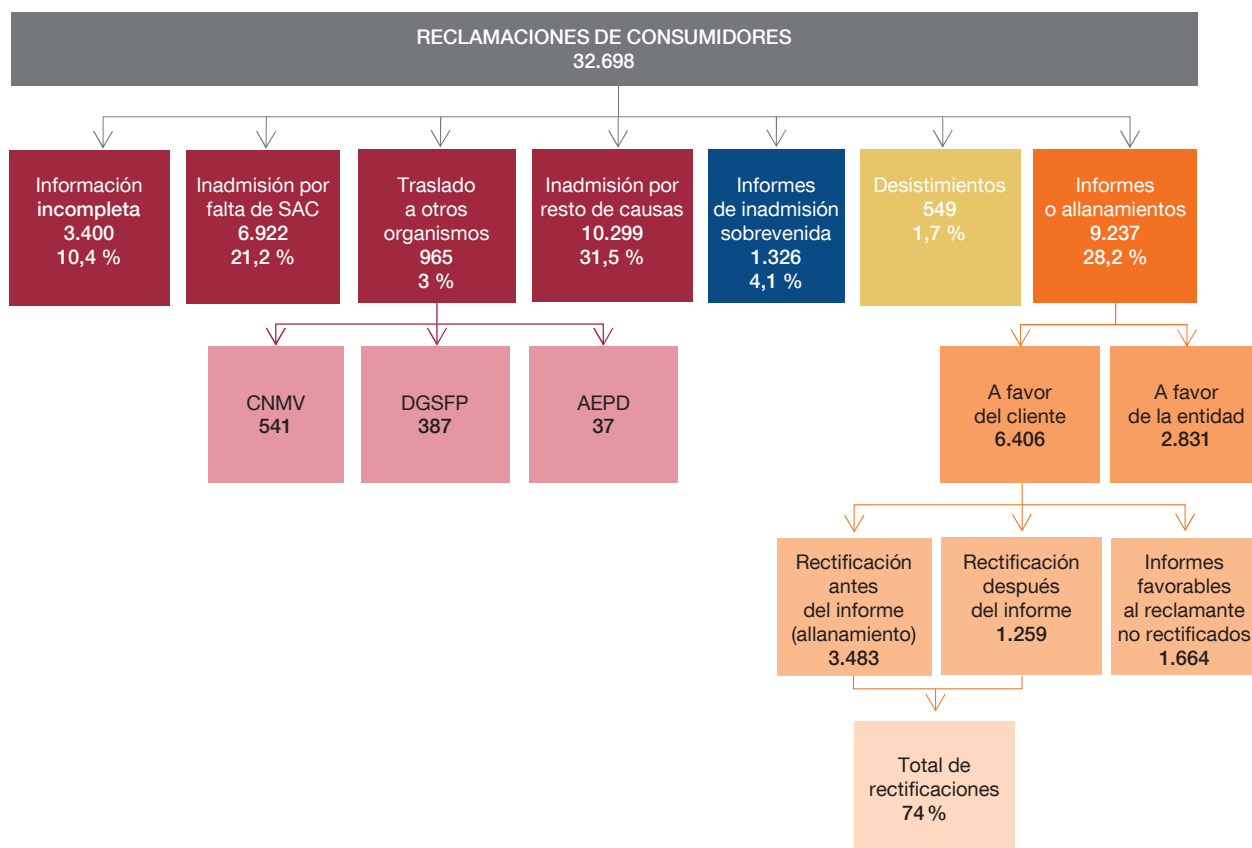 RECLAMACIONES DE CONSUMIDORES
32.698
Información
incompleta
3.400
10,4 %
Inadmisión por
falta de SAC
6.922
21,2 %
Traslado
a otros
organismos
965
3 %
Inadmisión por
resto de causas
10.299
31,5 %
Informes
de inadmisión
sobrevenida
1.326
4,1 %
Desistimientos
549
1,7 %
Informes
o allanamientos
9.237
28,2 %
CNMV
541
DGSFP
387
AEPD
37
A favor
del cliente
6.406
A favor
de la entidad
2.831
Rectificación
antes
del informe
(allanamiento)
3.483
Rectificación
después
del informe
1.259
Informes
favorables
al reclamante
no rectificados
1.664
Total de
rectificaciones
74 %